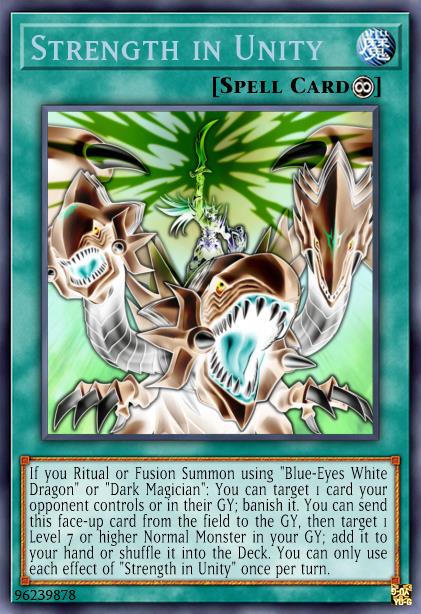 STRENGTH IN UNITY
[SPELL CARD]
If you Ritual or Fusion Summon using "Blue-Eyes White
Dragon" or "Dark Magician": You can target 1 card your
opponent controls or in their GY; banish it. You can send
this face-up card from the field to the GY, then target 1
Level 7 or higher Normal Monster in your GY; add it to
your hand or shuffle it into the Deck. You can only use
each effect of "Strength in Unity" once per turn.
96239878